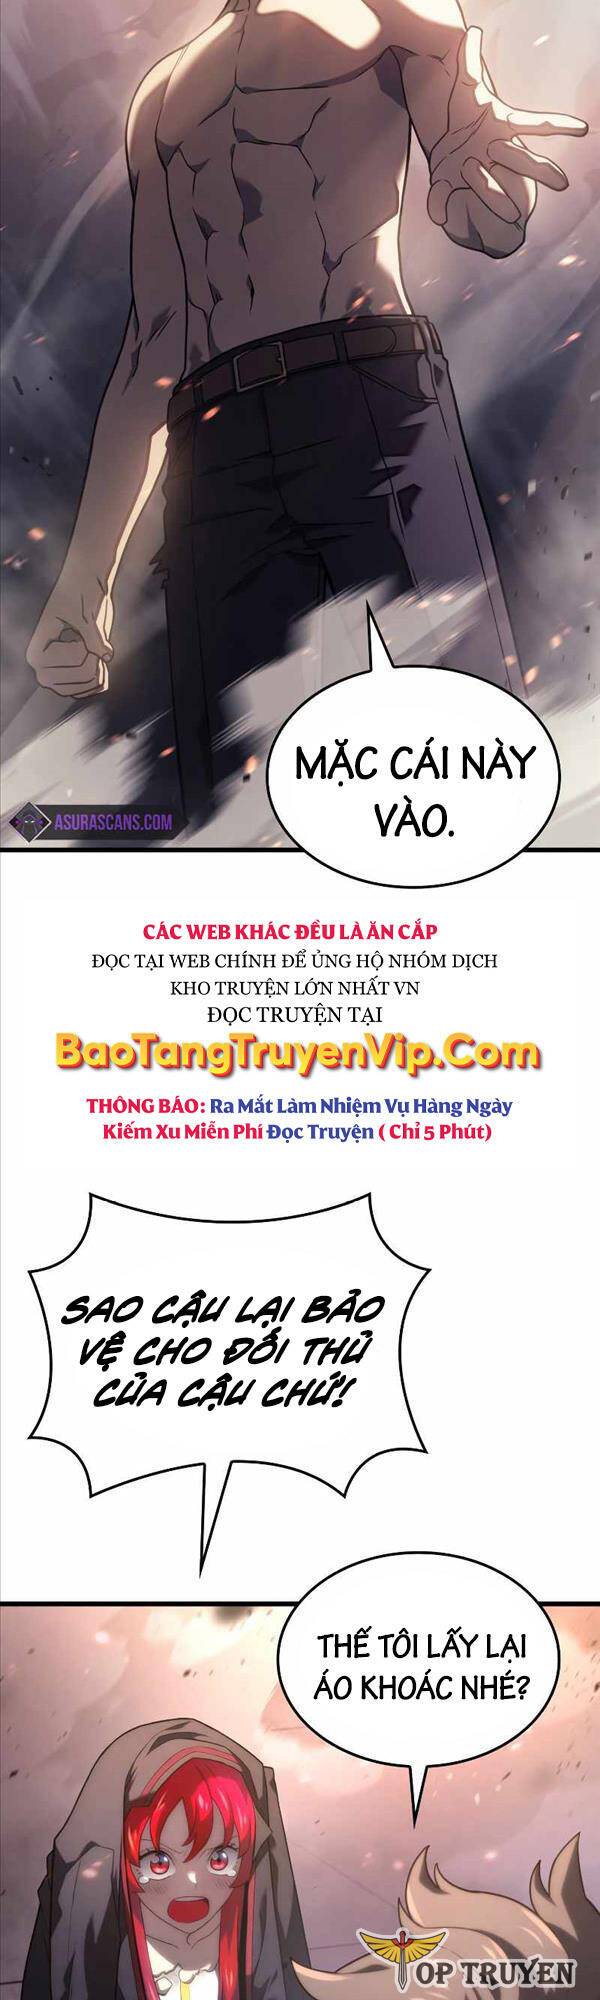 MẶC CÁI NÀY
VÀO.
ASURASCANS.COM
CÁC WEB KHÁC ĐỀU LÀ ĂN CẮP
ĐỌC TẠI WEB CHÍNH ĐỂ ỦNG HỘ NHÓM DỊCH
KHO TRUYỆN LỚN NHẤT VN
ĐỌC TRUYỆN TẠI
BaoTangTruyenVip.Com
THÔNG BÁO: Ra Mắt Làm Nhiệm Vụ Hàng Ngày
Kiếm Xu Miễn Phí Đọc Truyện ( Chỉ 5 Phút)
SAO CẬU LẠI BẢO
VỆ CHO ĐỐI THỦ
CỦA CẬU CHỨ!
THẾ TÔI LẤY LẠI
ÁO KHOÁC NHÉ?
TOP TRUYEN